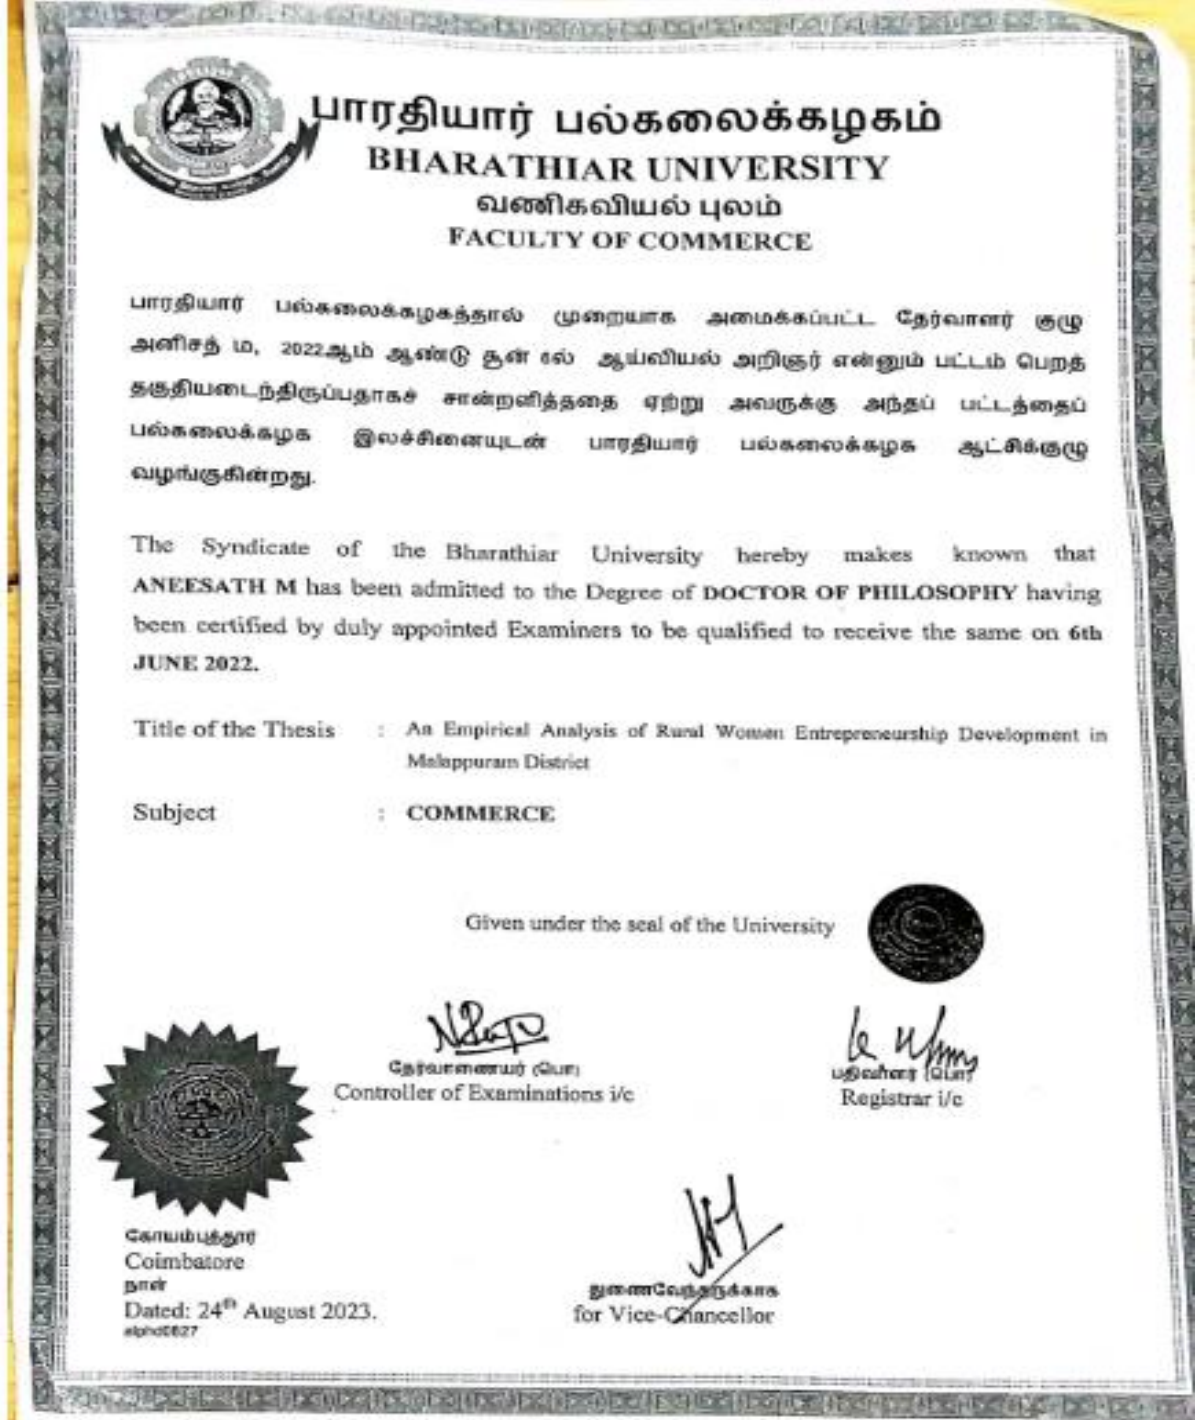 பாரதியார் பல்கலைக்கழகம்
BHARATHIAR UNIVERSITY
வணிகவியல் புலம்
FACULTY OF COMMERCE
பாரதியார் பல்கலைக்கழகத்தால் முறையாக அமைக்கப்பட்ட தேர்வாளர் குழு
அனிசத் ம, 2022ஆம் ஆண்டு சூன் 6ல் ஆய்வியல் அறிஞர் என்னும் பட்டம் பெறத்
தகுதியடைந்திருப்பதாகச் சான்றளித்ததை ஏற்று அவருக்கு அந்தப் பட்டத்தைப்
பல்கலைக்கழக இலச்சினையுடன் பாரதியார் பல்கலைக்கழக ஆட்சிக்குழு
வழங்குகின்றது.
The Syndicate of the Bharathiar University hereby makes known that
ANEESATH M has been admitted to the Degree of DOCTOR OF PHILOSOPHY having
been certified by duly appointed Examiners to be qualified to receive the same on 6th
JUNE 2022.
Title of the Thesis : An Empirical Analysis of Rural Women Entrepreneurship Development in
Malappuram District
Subject : COMMERCE
Given under the seal of the University
தேர்வாணையர் (பொ)
Controller of Examinations i/c
பதிவாளர் (பொ)
Registrar i/c
கோயம்புத்தூர்
Coimbatore
நாள்
Dated: 24th August 2023.
துணைவேந்தருக்காக
for Vice-Chancellor